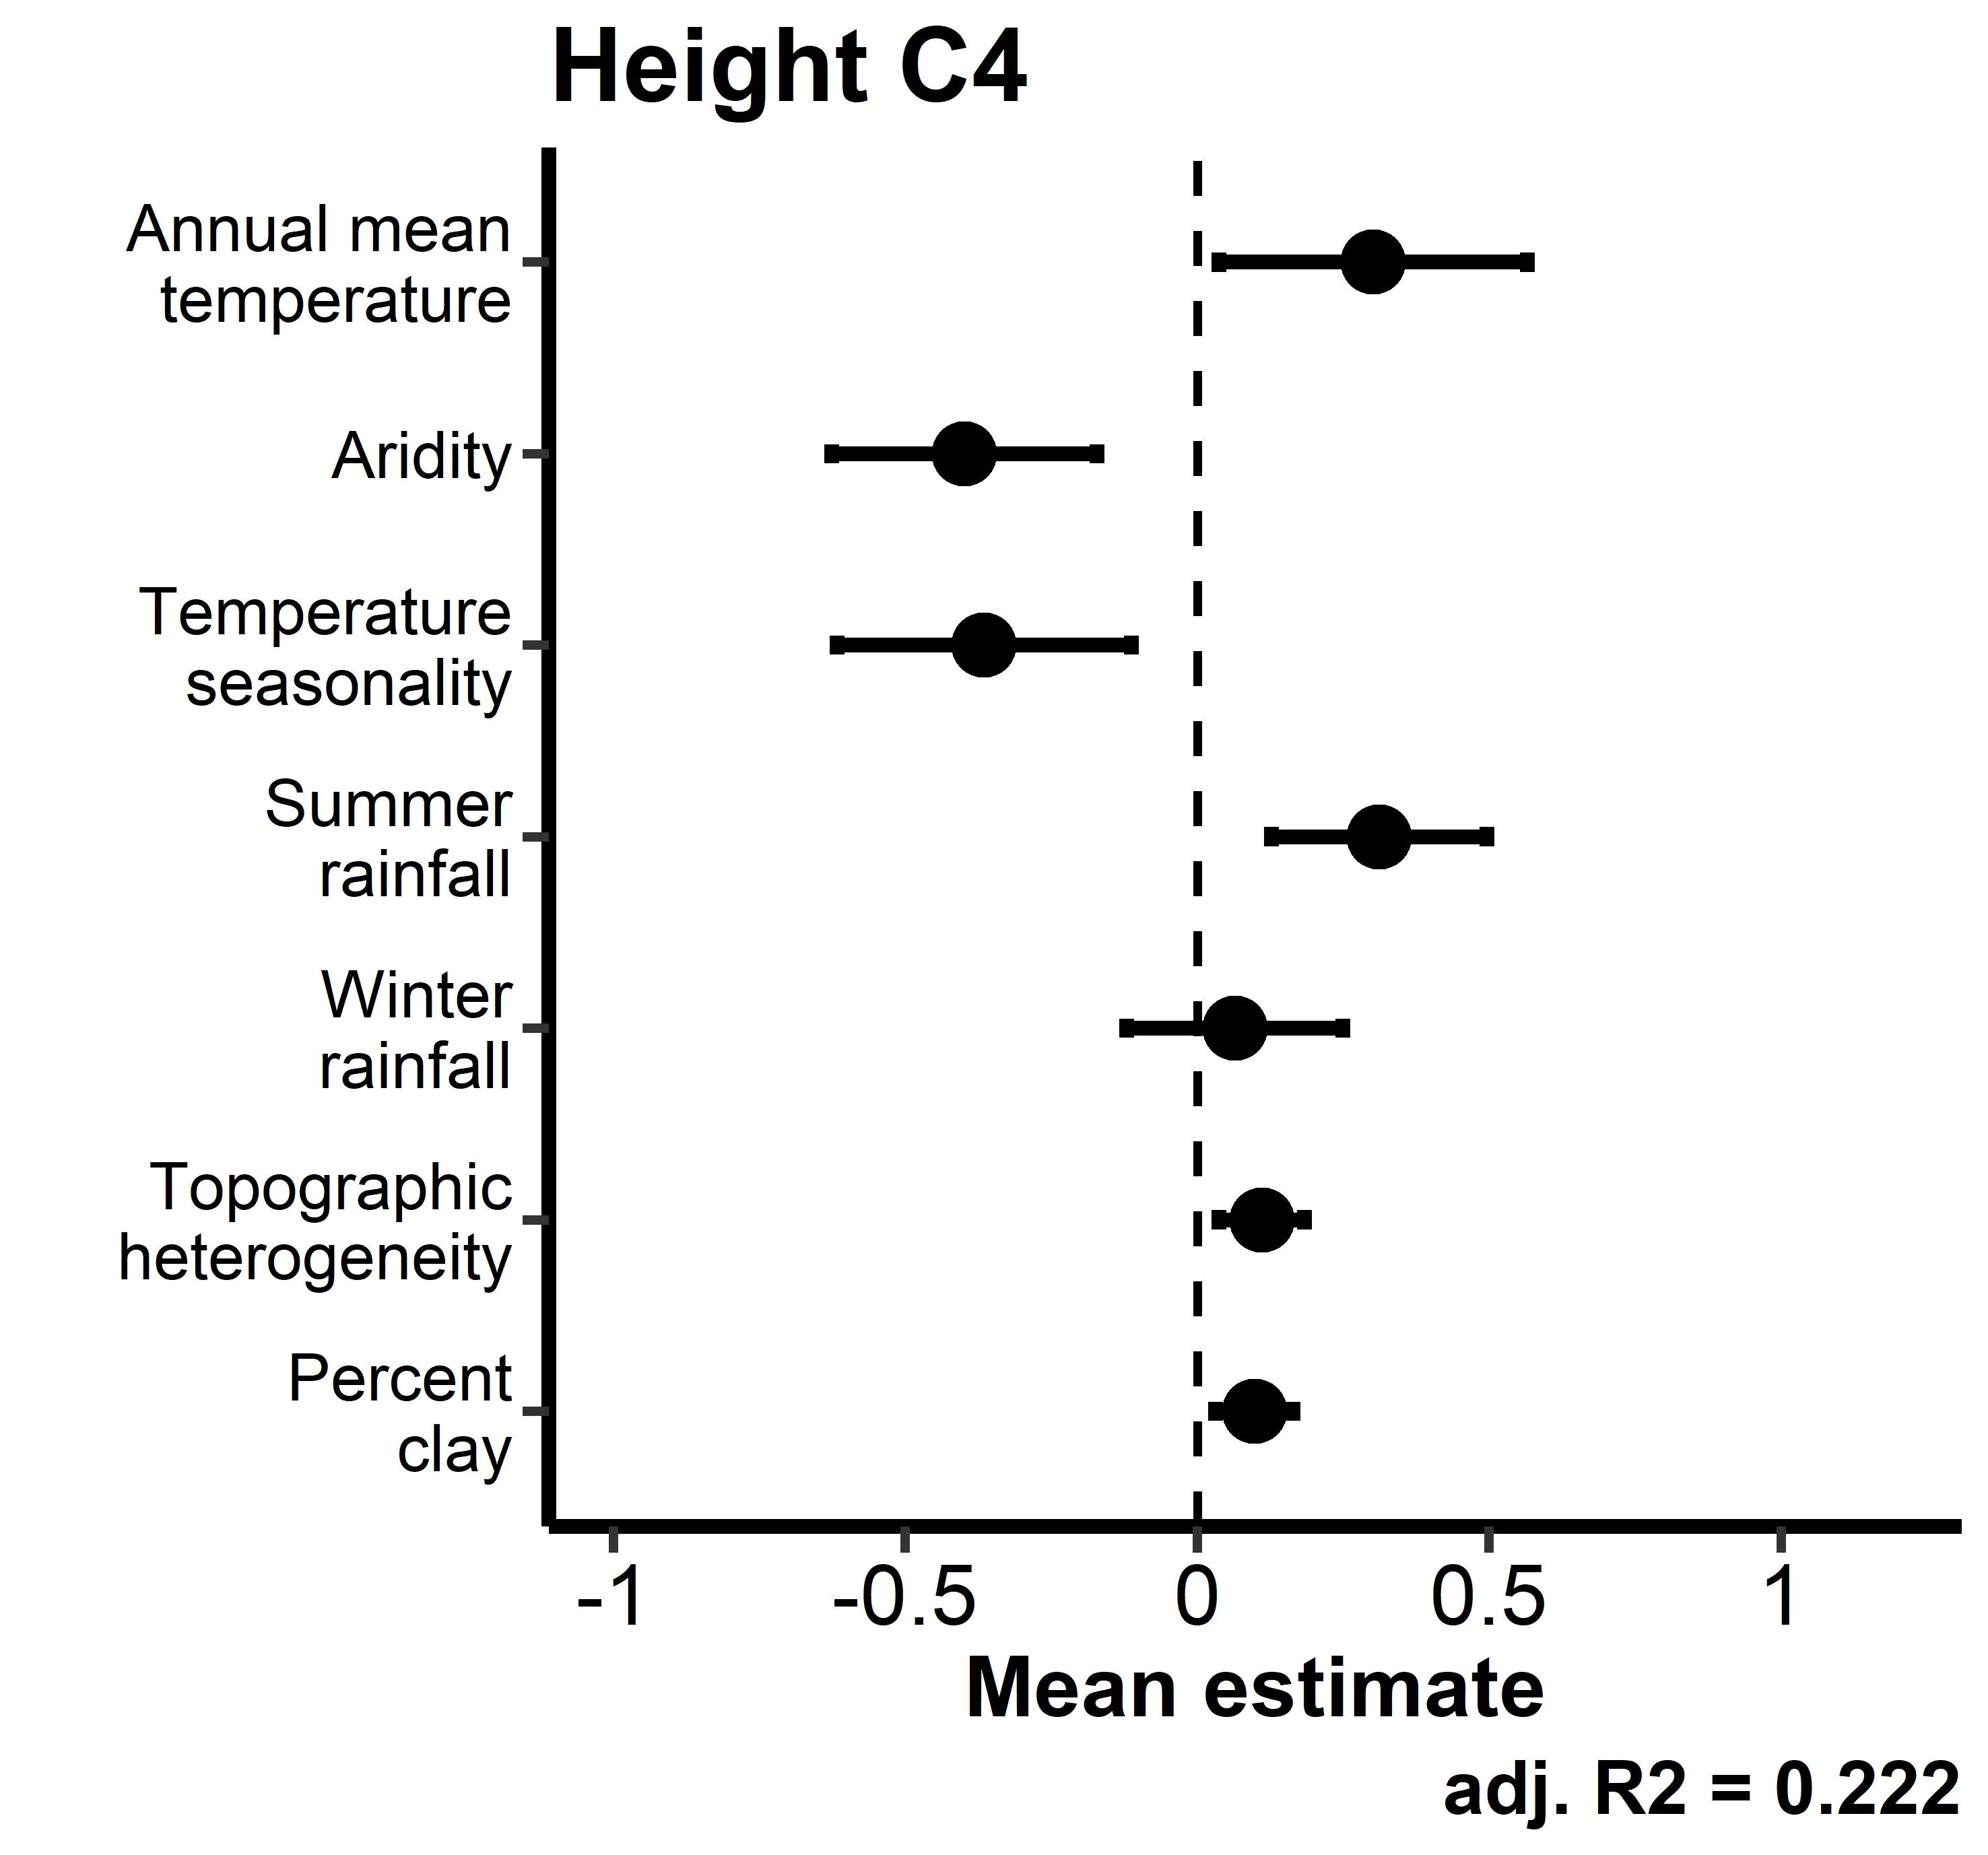 Height C4
Annual mean
temperature
Aridity
Temperature
seasonality
Summer
rainfall
Winter
rainfall
Topographic
heterogeneity
Percent
clay
-1 -0.5 0 0.5 1
Mean estimate
adj. R2 = 0.222